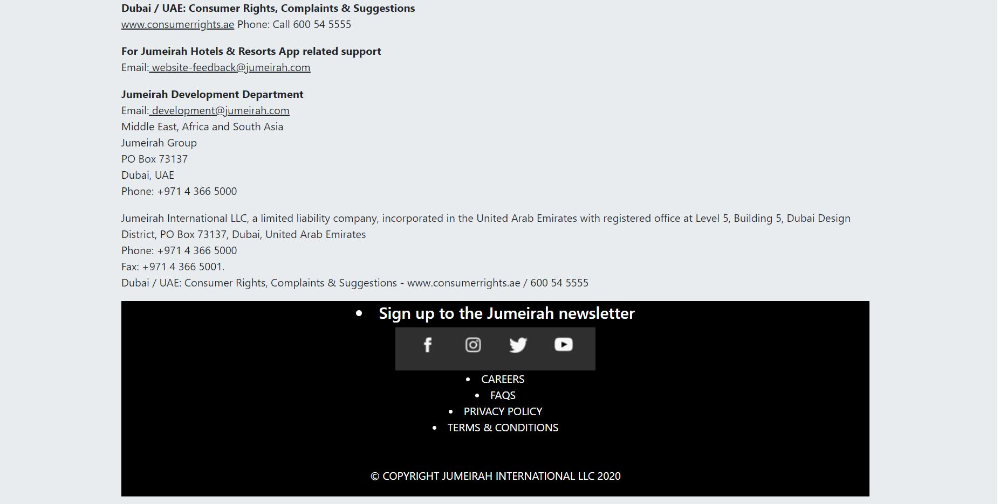 Dubai / UAE: Consumer Rights, Complaints & Suggestions
www.consumerrights.ae Phone: Call 600 54 5555
For Jumeirah Hotels & Resorts App related support
Email: website-feedback@jumeirah.com
Jumeirah Development Department
Email: development@jumeirah.com
Middle East, Africa and South Asia
Jumeirah Group
PO Box 73137
Dubai, UAE
Phone: +971 4 366 5000
Jumeirah International LLC, a limited liability company, incorporated in the United Arab Emirates with registered office at Level 5, Building 5, Dubai Design
District, PO Box 73137, Dubai, United Arab Emirates
Phone: +971 4 366 5000
Fax: +971 4 366 5001.
Dubai / UAE: Consumer Rights, Complaints & Suggestions - www.consumerrights.ae / 600 54 5555
• Sign up to the Jumeirah newsletter
• CAREERS
• FAQS
• PRIVACY POLICY
• TERMS & CONDITIONS
© COPYRIGHT JUMEIRAH INTERNATIONAL LLC 2020